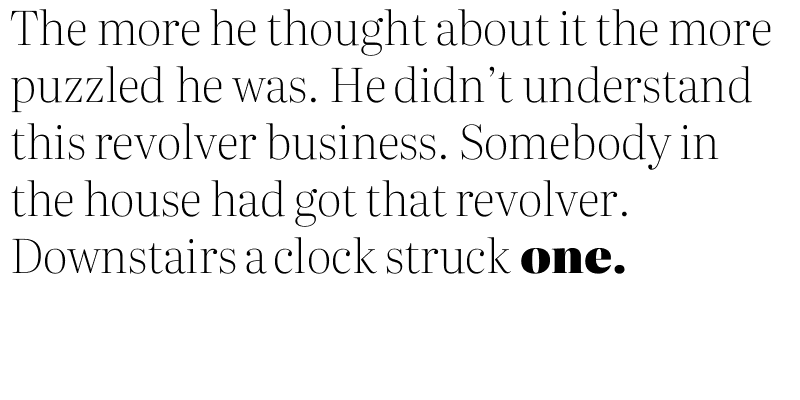 The more he thought about it the more
puzzled he was. He didn’t understand
this revolver business. Somebody in
the house had got that revolver.
Downstairs a clock struck one.